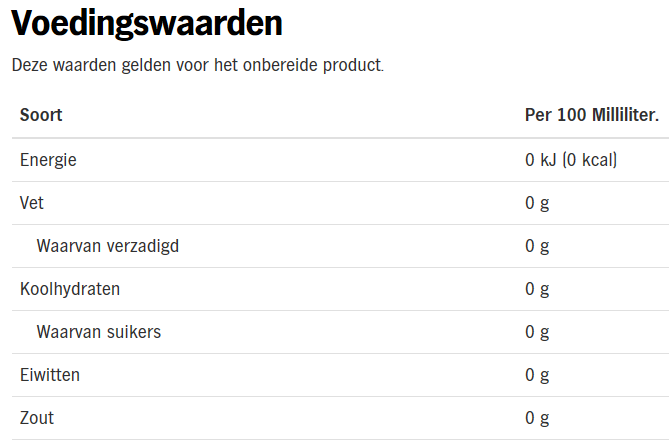 Voedingswaarden
Deze waarden gelden voor het onbereide product.
Soort Per 100 Milliliter.
Energie 0 kJ (0 kcal)
Vet 0 g
Waarvan verzadigd 0 g
Koolhydraten 0 g
Waarvan suikers 0 g
Eiwitten 0 g
Zout 0 g